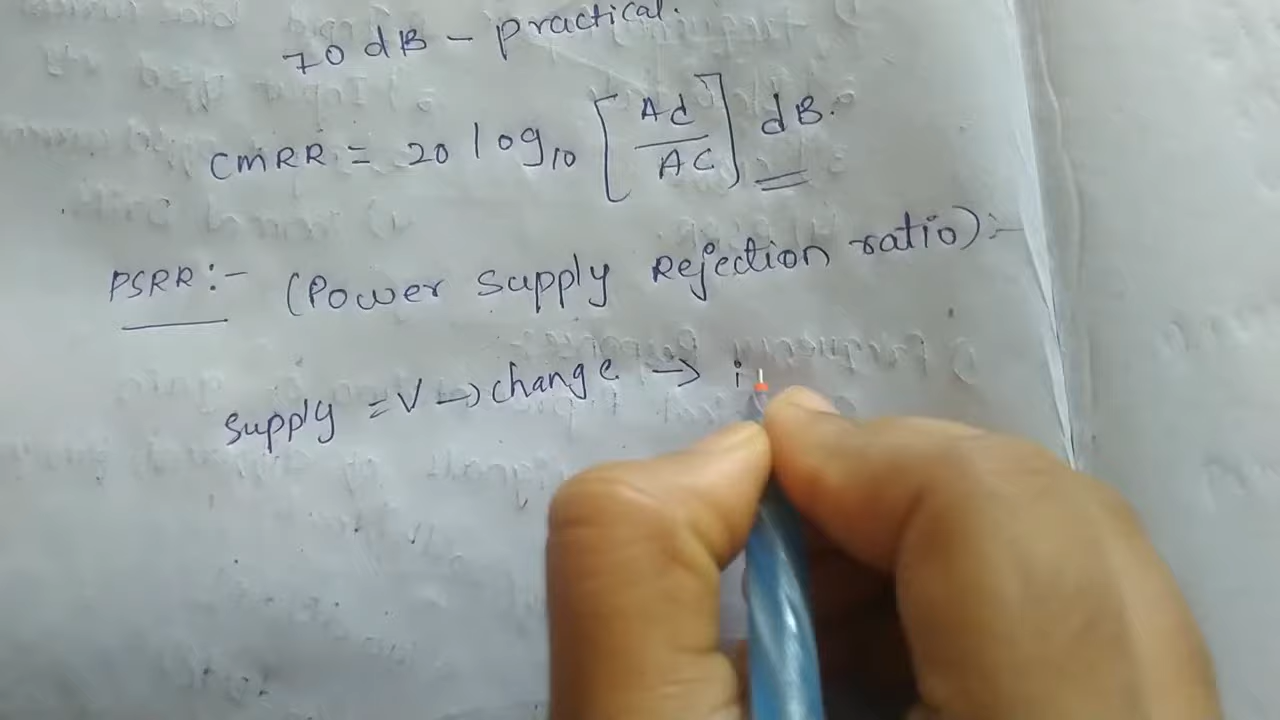 70 dB - practical.
CMRR = 20 log10 [Ad/AC] dB.
PSRR:- (Power supply Rejection ratio):-
supply = V → change → i